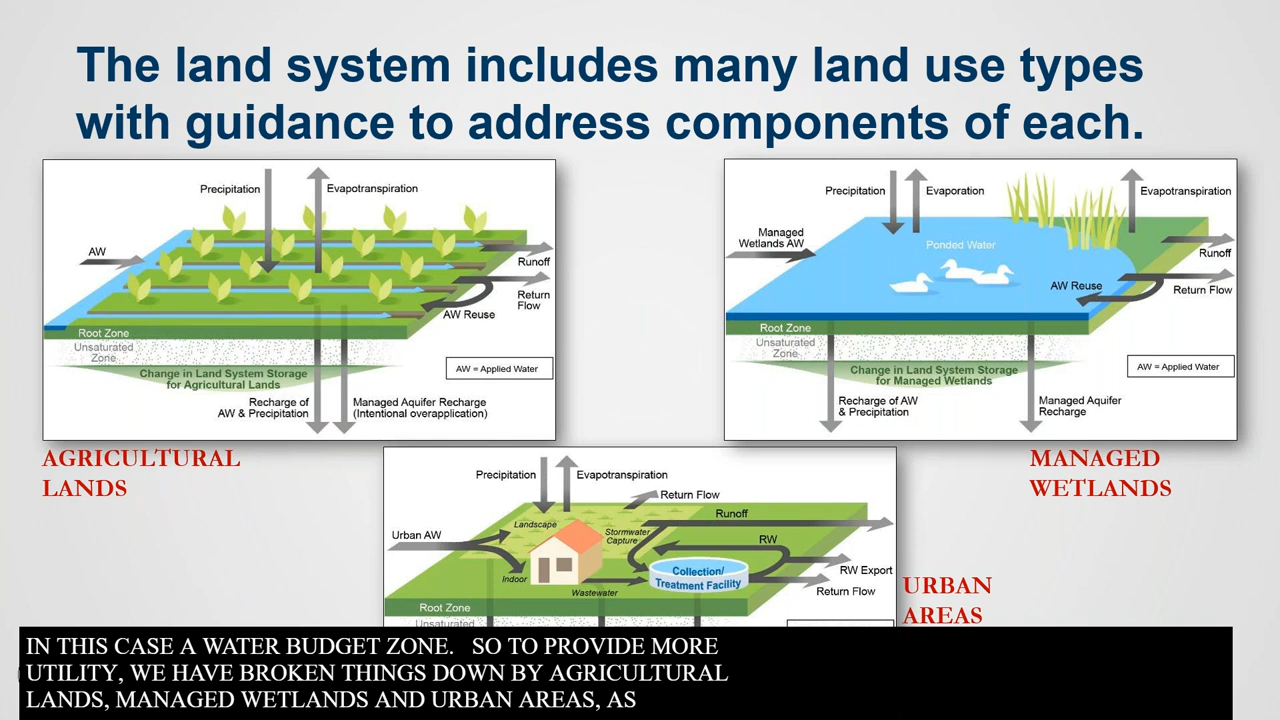 The land system includes many land use types
with guidance to address components of each.
Precipitation
Evapotranspiration
AW
Runoff
Return
Flow
AW Reuse
Root Zone
Unsaturated
Zone
Change in Land System Storage
for Agricultural Lands
AW = Applied Water
Recharge of
AW & Precipitation
Managed Aquifer Recharge
(Intentional overapplication)
AGRICULTURAL
LANDS
Precipitation
Evaporation
Evapotranspiration
Managed
Wetlands AW
Ponded Water
Runoff
AW Reuse
Return Flow
Root Zone
Unsaturated
Zone
Change in Land System Storage
for Managed Wetlands
AW = Applied Water
Recharge of AW
& Precipitation
Managed Aquifer
Recharge
MANAGED
WETLANDS
Precipitation
Evapotranspiration
Return Flow
Runoff
Landscape
Stormwater
Capture
Urban AW
RW
Indoor
Collection/
Treatment Facility
RW Export
Return Flow
Wastewater
Root Zone
Unsaturated
URBAN
AREAS
IN THIS CASE A WATER BUDGET ZONE.   SO TO PROVIDE MORE
UTILITY, WE HAVE BROKEN THINGS DOWN BY AGRICULTURAL
LANDS, MANAGED WETLANDS AND URBAN AREAS, AS